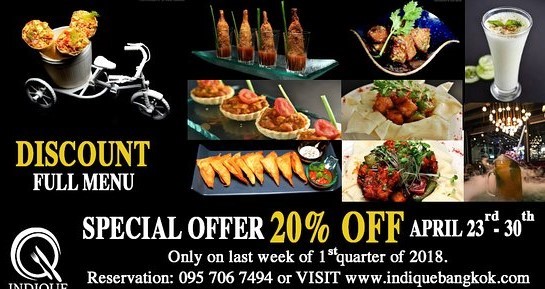 DISCOUNT
FULL MENU
SPECIAL OFFER 20% OFF APRIL 23rd - 30th
Only on last week of 1st quarter of 2018.
Reservation: 095 706 7494 or VISIT www.indiquebangkok.com
INDIQUE